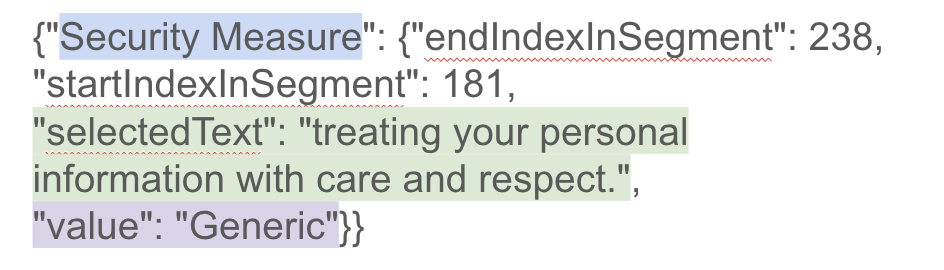 {"Security Measure": {"endIndexInSegment": 238,
"startIndexInSegment": 181,
"selectedText": "treating your personal
information with care and respect.",
"value": "Generic"}}